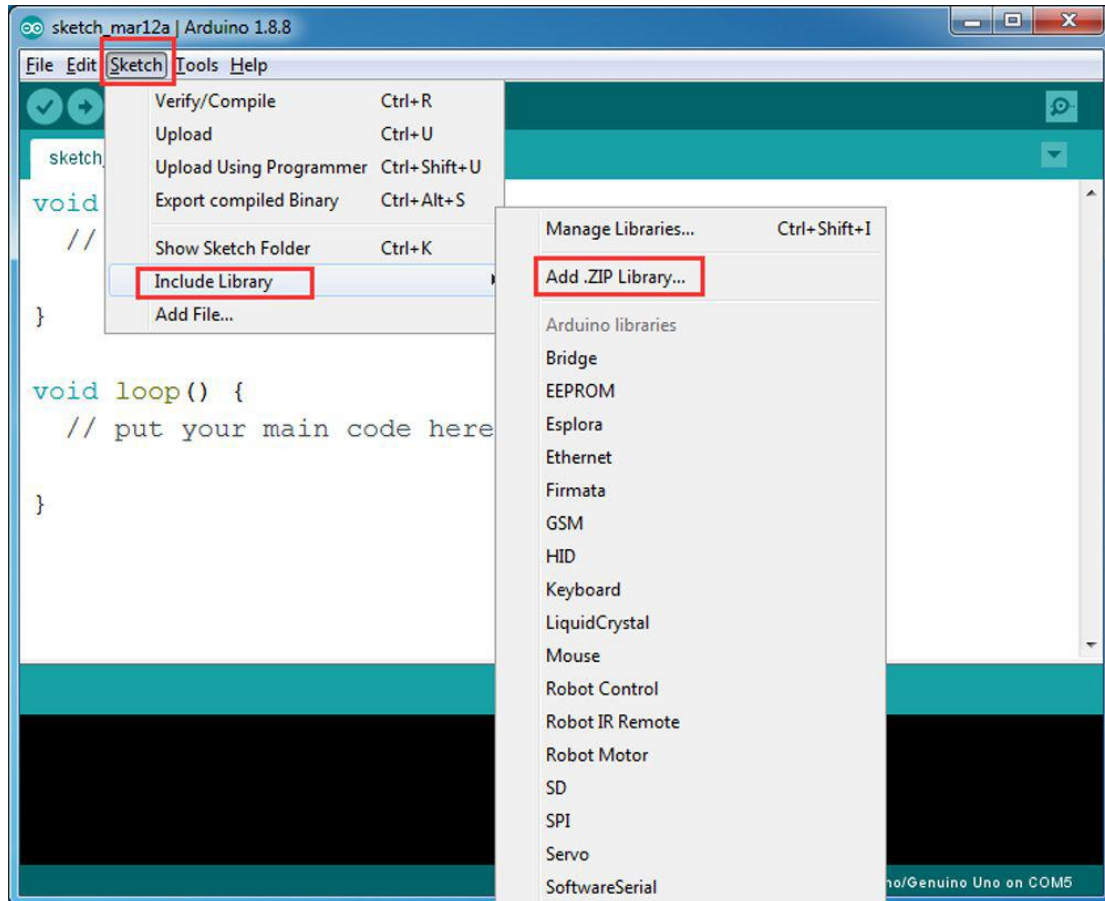 sketch_mar12a | Arduino 1.8.8
File Edit Sketch Tools Help
sketch_
void
//
}
void loop() {
// put your main code here
}
Verify/Compile Ctrl+R
Upload Ctrl+U
Upload Using Programmer Ctrl+Shift+U
Export compiled Binary Ctrl+Alt+S
Show Sketch Folder Ctrl+K
Include Library
Add File...
Manage Libraries... Ctrl+Shift+I
Add .ZIP Library...
Arduino libraries
Bridge
EEPROM
Esplora
Ethernet
Firmata
GSM
HID
Keyboard
LiquidCrystal
Mouse
Robot Control
Robot IR Remote
Robot Motor
SD
SPI
Servo
SoftwareSerial
no/Genuino Uno on COM5